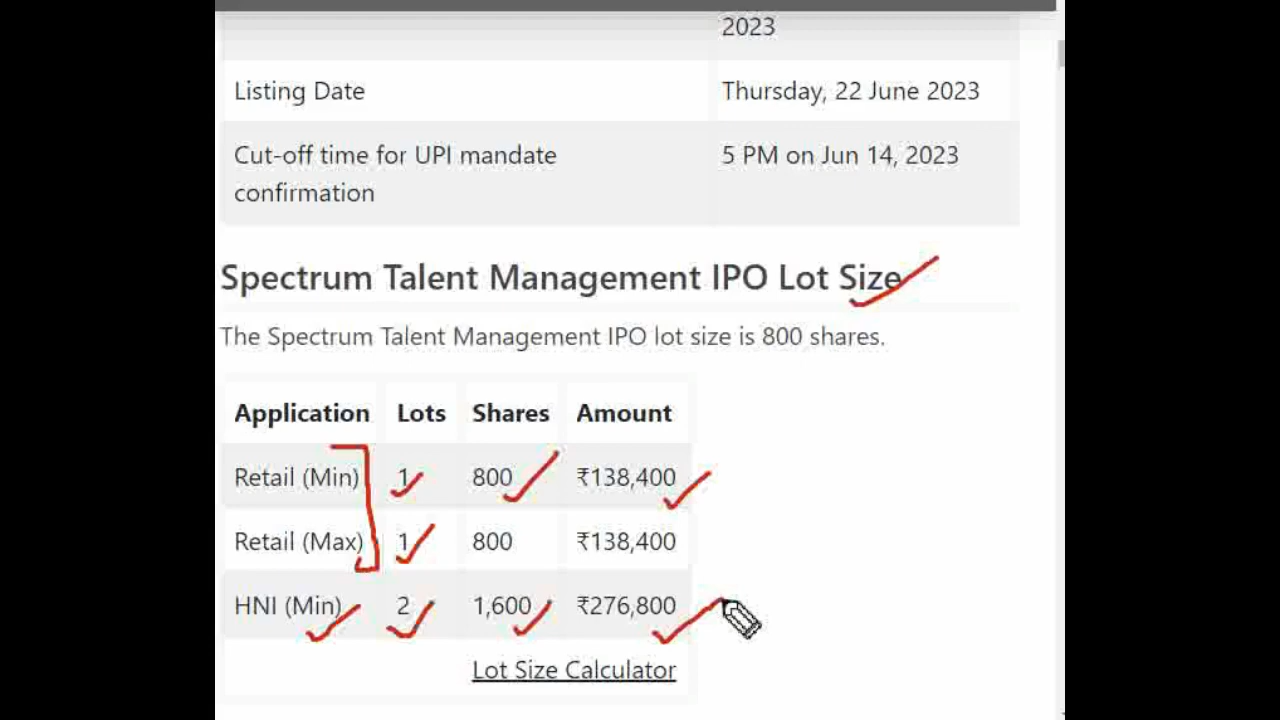 2023
Listing Date Thursday, 22 June 2023
Cut-off time for UPI mandate 5 PM on Jun 14, 2023
confirmation
Spectrum Talent Management IPO Lot Size
The Spectrum Talent Management IPO lot size is 800 shares.
Application Lots Shares Amount
Retail (Min) 1 800 ₹138,400
Retail (Max) 1 800 ₹138,400
HNI (Min) 2 1,600 ₹276,800
Lot Size Calculator